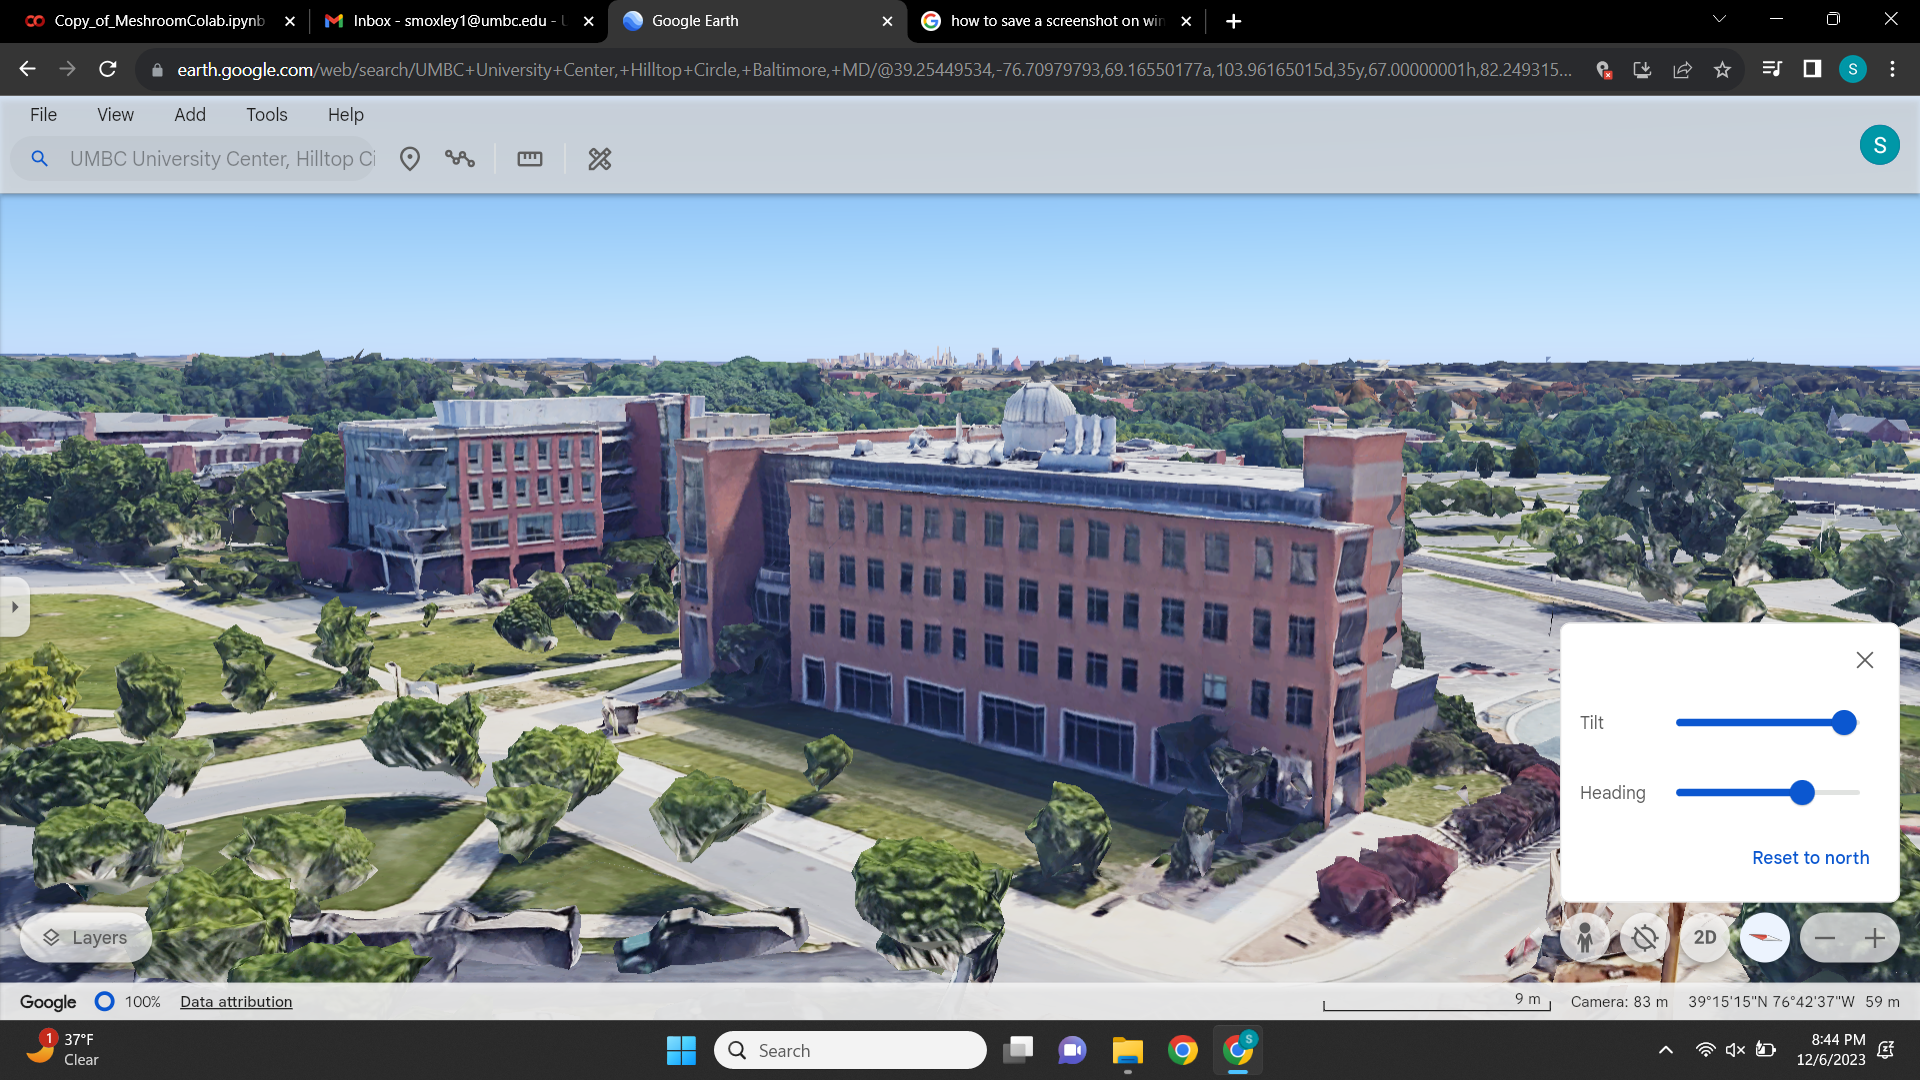 Copy_of_MeshroomColab.ipynb
Inbox - smoxley1@umbc.edu - U
Google Earth
how to save a screenshot on win
earth.google.com/web/search/UMBC+University+Center,+Hilltop+Circle,+Baltimore,+MD/@39.25449534,-76.70979793,69.16550177a,103.96165015d,35y,67.00000001h,82.249315...
S
File View Add Tools Help
UMBC University Center, Hilltop Ci
S
Tilt
Heading
Reset to north
Layers
2D
Google 100% Data attribution
9 m Camera: 83 m 39°15'15"N 76°42'37"W 59 m
1
37°F
Clear
Search
S
8:44 PM
12/6/2023